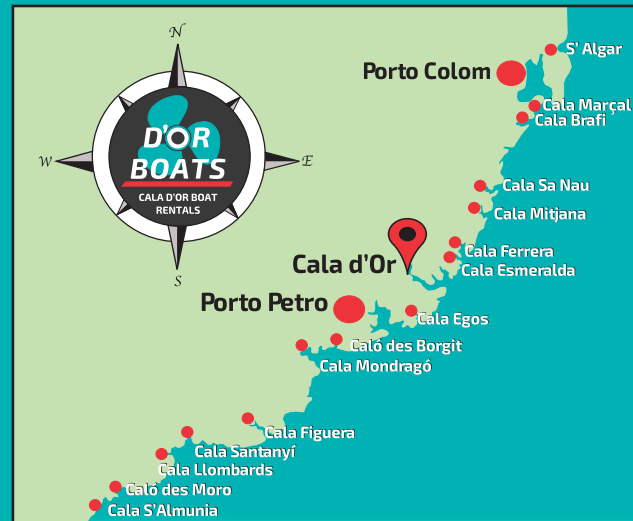 N
W
E
S
D'OR
BOATS
CALA D'OR BOAT
RENTALS
S' Algar
Porto Colom
Cala Marçal
Cala Brafi
Cala Sa Nau
Cala Mitjana
Cala Ferrera
Cala d'Or
Cala Esmeralda
Porto Petro
Cala Egos
Caló des Borgit
Cala Mondragó
Cala Figuera
Cala Santanyí
Cala Llombards
Caló des Moro
Cala S'Almunia